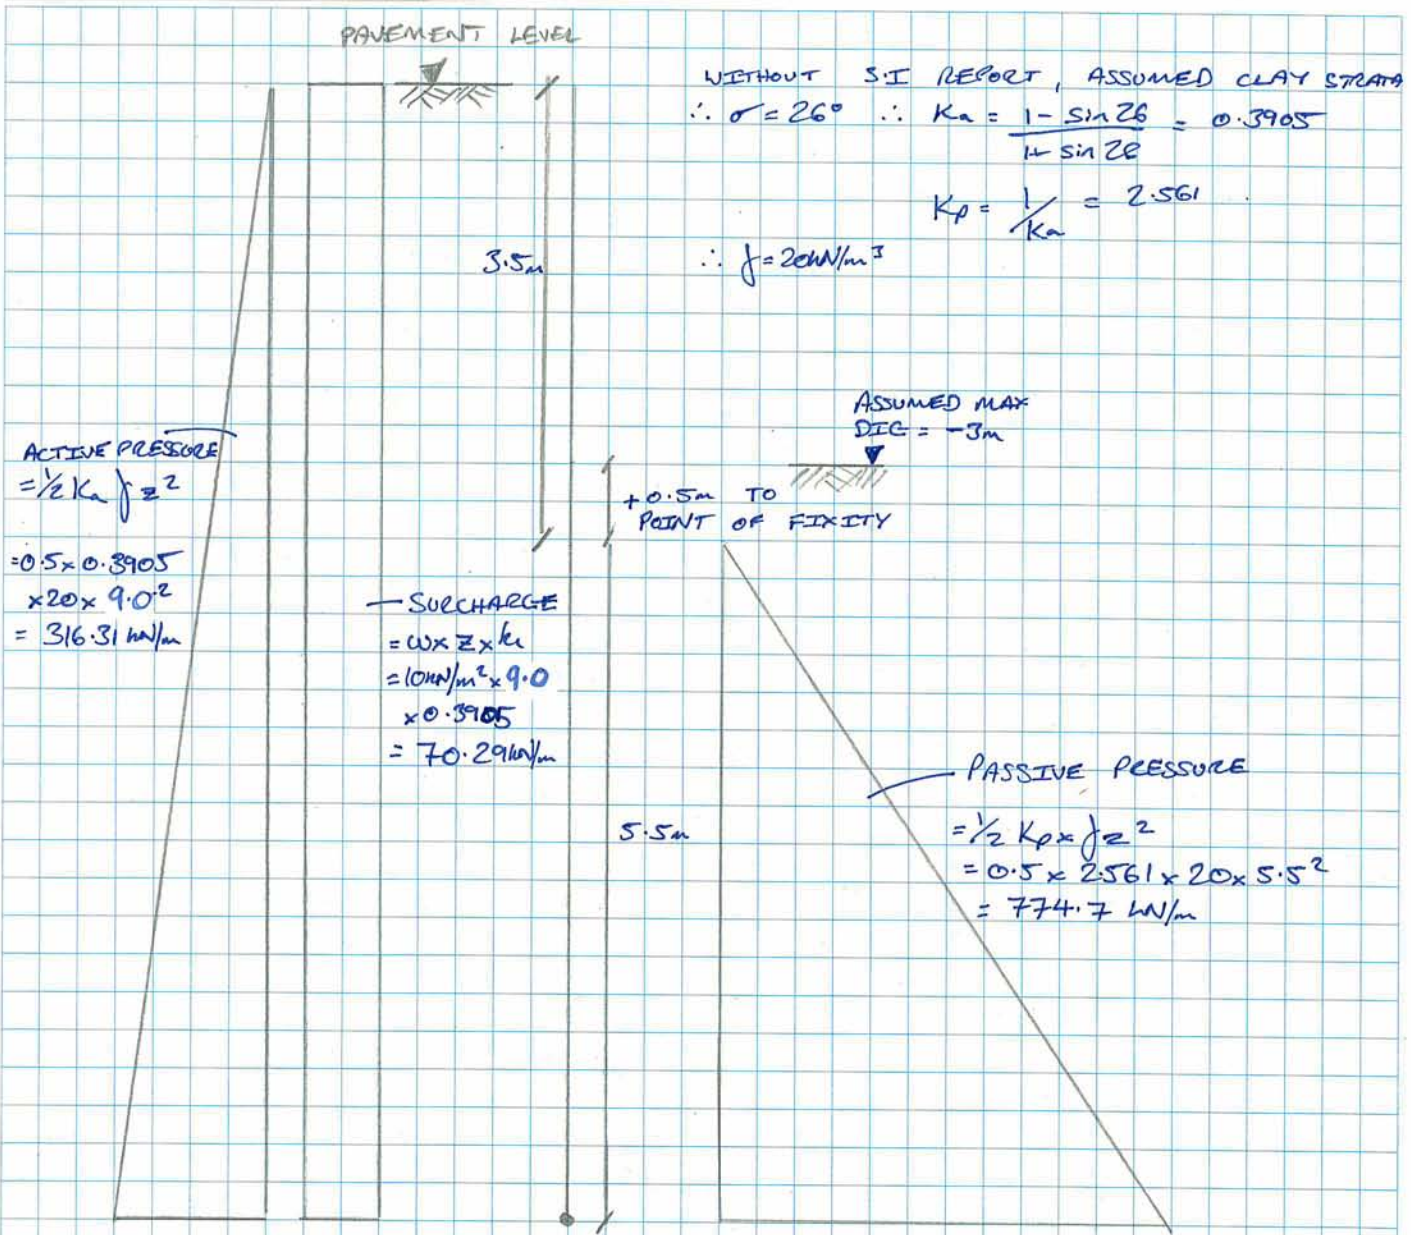 PAVEMENT LEVEL
WITHOUT S.I REPORT, ASSUMED CLAY STRATA
∴ σ = 26° ∴ Ka = 1 - sin 26 / 1 + sin 26 = 0.3905
Kp = 1/Ka = 2.561
3.5m
∴ γ = 20kN/m³
ASSUMED MAX
DIG = -3m
+0.5m TO
POINT OF FIXITY
ACTIVE PRESSURE
= ½ Ka γ z²
= 0.5 x 0.3905
x 20 x 9.0²
= 316.31 kN/m
SURCHARGE
= w x z x ka
= 10kN/m² x 9.0
x 0.3905
= 70.29kN/m
5.5m
PASSIVE PRESSURE
= ½ Kp x γ z²
= 0.5 x 2.561 x 20 x 5.5²
= 774.7 kN/m